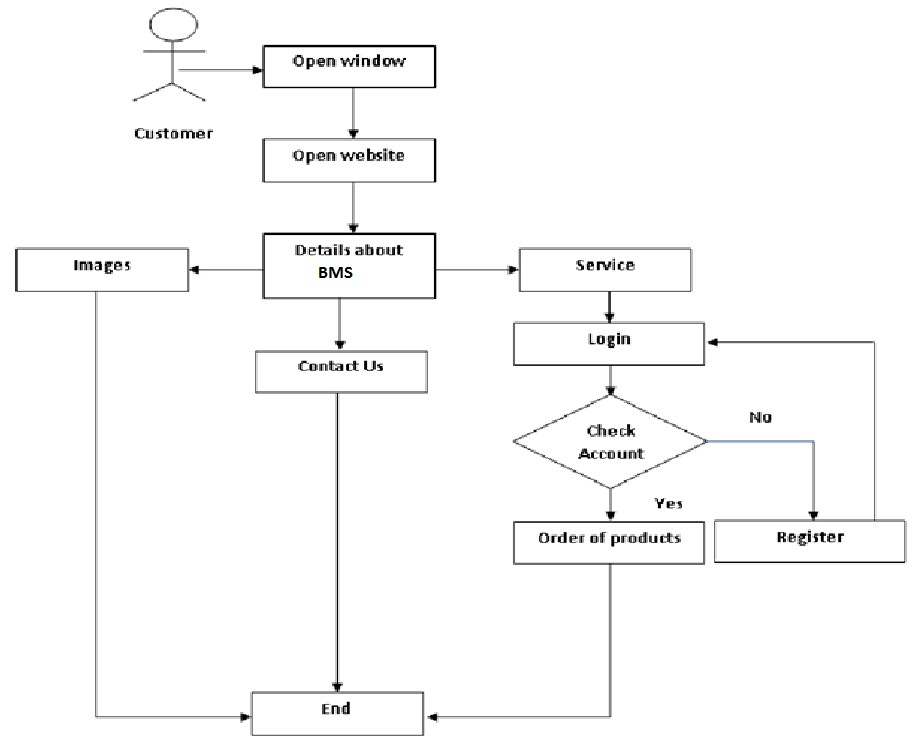 Open window
Customer
Open website
Details about
BMS
Images
Service
Login
Contact Us
No
Check
Account
Yes
Order of products
Register
End